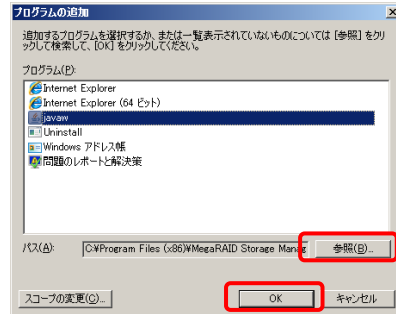 プログラムの追加
追加するプログラムを選択するか、または一覧表示されていないものについては [参照] をクリ
ックして検索して、[OK] をクリックしてください。
プログラム(P):
Internet Explorer
Internet Explorer (64 ビット)
javaw
Uninstall
Windows アドレス帳
問題のレポートと解決策
パス(A):
C:¥Program Files (x86)¥MegaRAID Storage Manag
参照(B)...
スコープの変更(C)...
OK
キャンセル